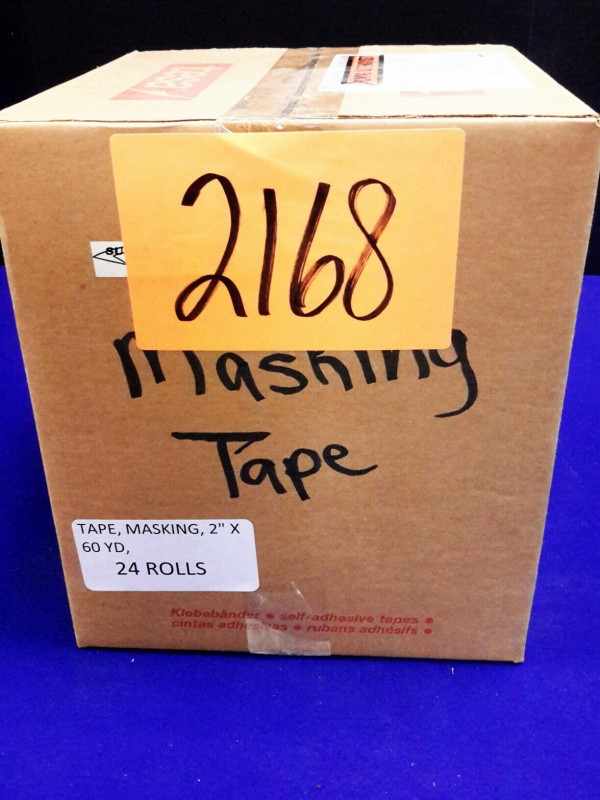 2168
Masking
Tape
TAPE, MASKING, 2" X
60 YD,
24 ROLLS
Klebebänder • self-adhesive tapes •
cintas adhesivas • rubans adhésifs •